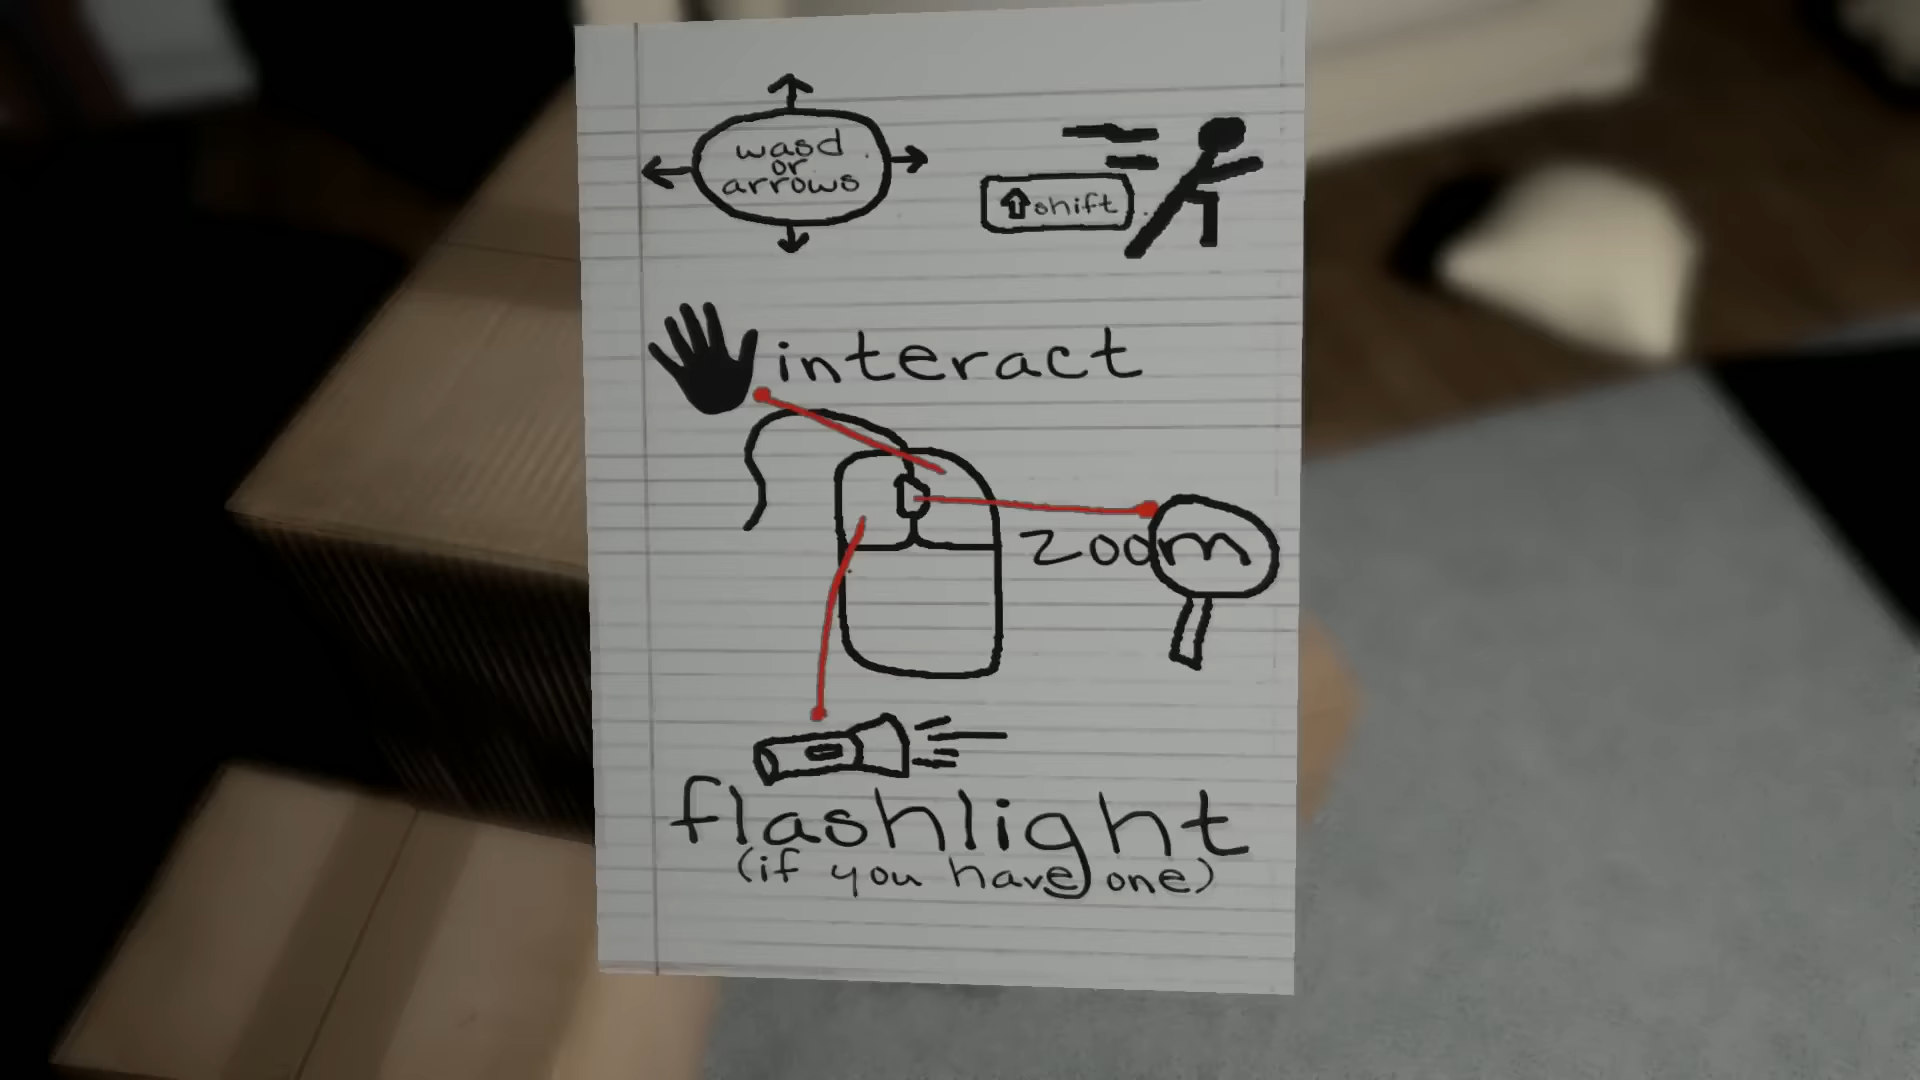 wasd
or
arrows
shift
interact
zoom
flashlight
(if you have one)